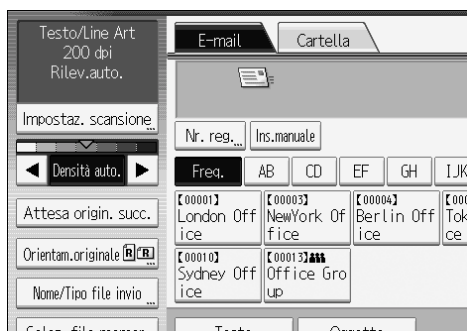 Testo/Line Art
200 dpi
Rilev.auto.
Impostaz. scansione
Densità auto.
Attesa origin. succ.
Orientam.originale
Nome/Tipo file invio
E-mail
Cartella
Nr. reg.
Ins.manuale
Freq.
AB
CD
EF
GH
IJK
[00001]
London Off
ice
[00003]
NewYork Of
fice
[00004]
Berlin Off
ice
[00010]
Sydney Off
ice
[00013]
Office Gro
up
Testo
Oggetto